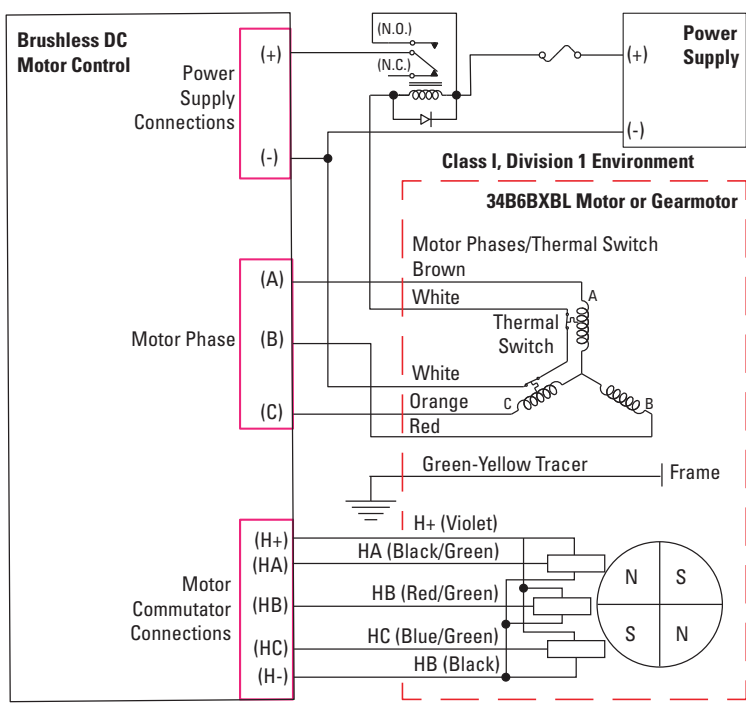 Brushless DC
Motor Control
Power
Supply
Connections
(+)
(-)
(N.O.)
(N.C.)
Power
Supply
(+)
(-)
Class I, Division 1 Environment
34B6BXBL Motor or Gearmotor
Motor Phases/Thermal Switch
Motor Phase
(A)
(B)
(C)
Brown
White
Thermal
Switch
White
Orange
Red
A
C
B
Green-Yellow Tracer
Frame
Motor
Commutator
Connections
(H+)
(HA)
(HB)
(HC)
(H-)
H+ (Violet)
HA (Black/Green)
HB (Red/Green)
HC (Blue/Green)
HB (Black)
N
S
S
N